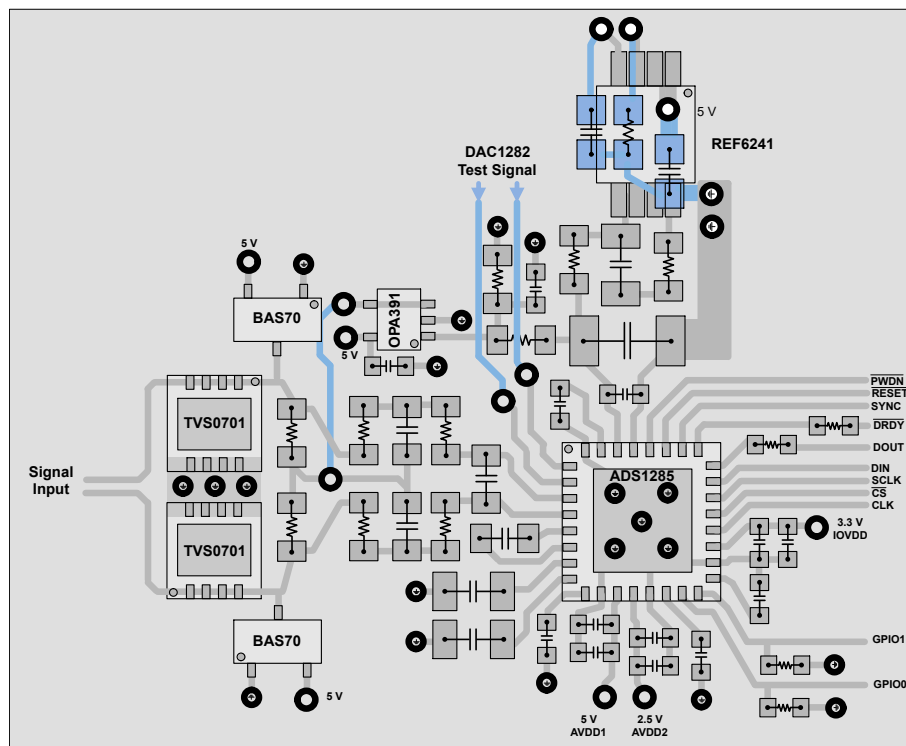 5 V
REF6241
DAC1282
Test Signal
5 V
BAS70
OPA391
5 V
TVS0701
Signal
Input
TVS0701
BAS70
5 V
ADS1285
PWDN
RESET
SYNC
DRDY
DOUT
DIN
SCLK
CS
CLK
3.3 V
IOVDD
GPIO1
GPIO0
5 V
AVDD1
2.5 V
AVDD2